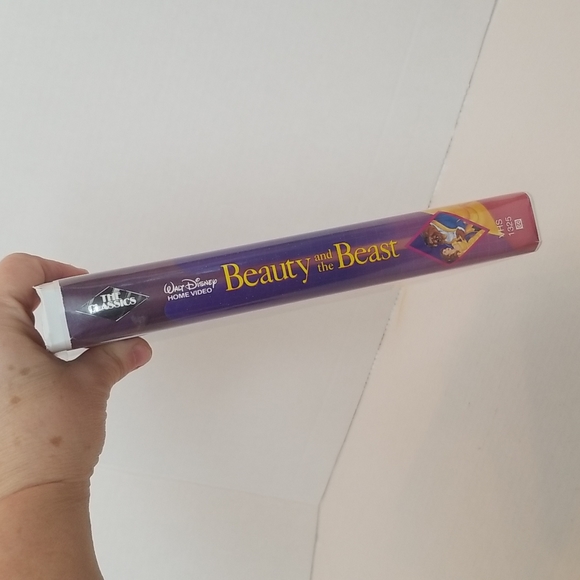 THE
CLASSICS
WALT DISNEY
HOME VIDEO
Beauty and the Beast
VHS
1325